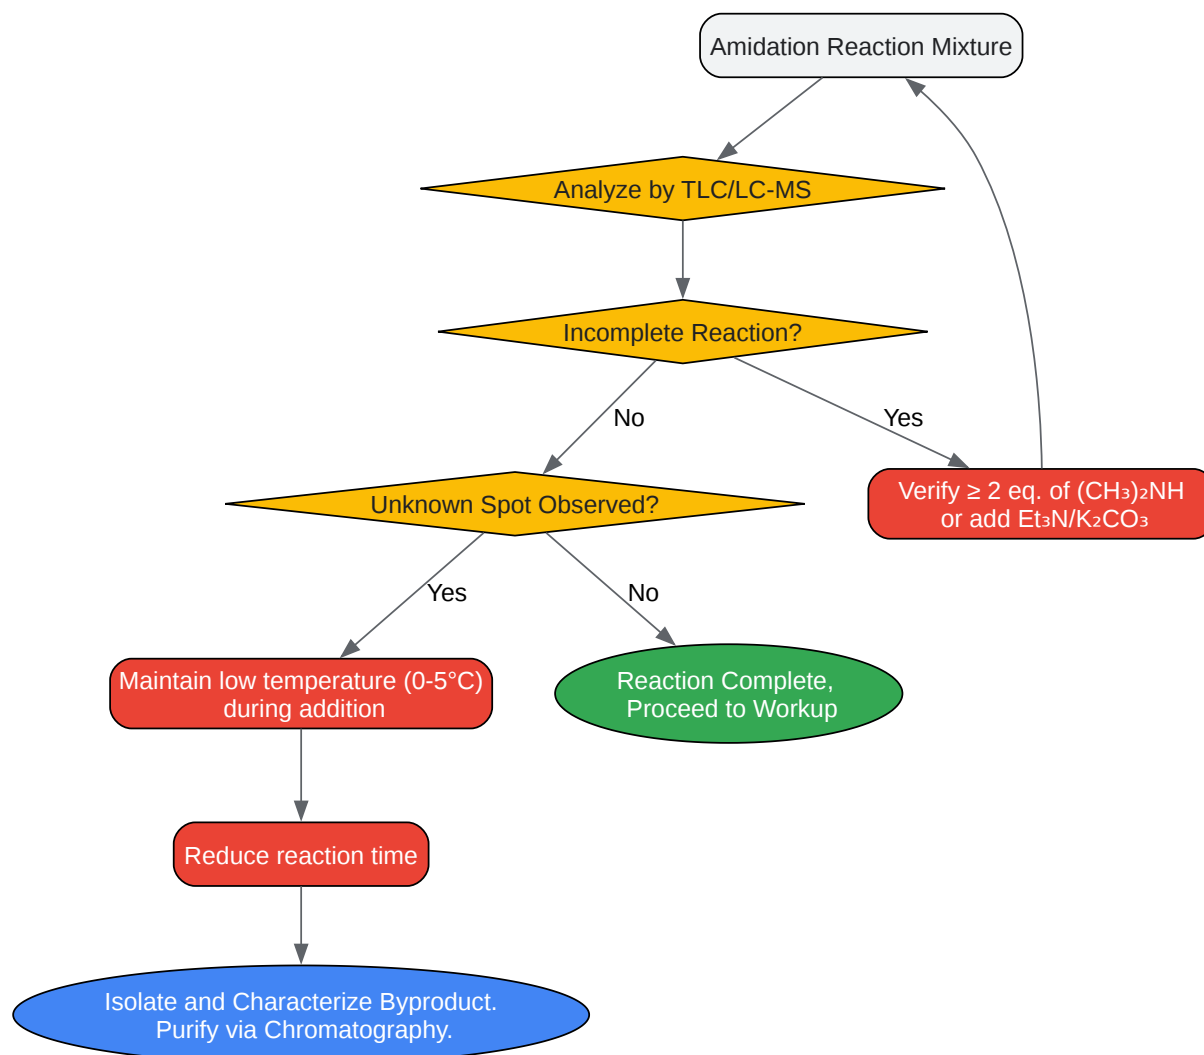 Amidation Reaction Mixture
Analyze by TLC/LC-MS
Incomplete Reaction?
No
Yes
Unknown Spot Observed?
Verify ≥ 2 eq. of (CH₃)₂NH
or add Et₃N/K₂CO₃
Yes
No
Maintain low temperature (0-5°C)
during addition
Reaction Complete,
Proceed to Workup
Reduce reaction time
Isolate and Characterize Byproduct.
Purify via Chromatography.